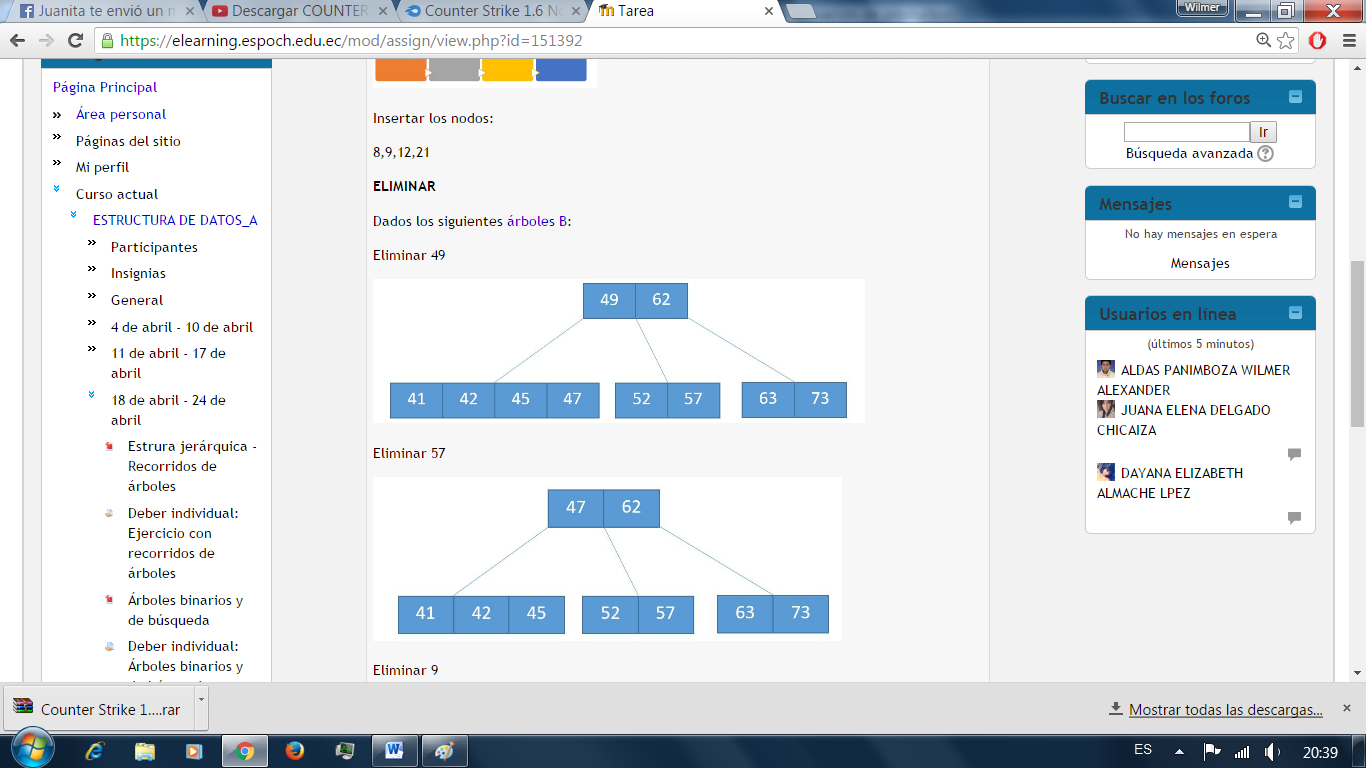 Juanita te envió un m
Descargar COUNTER
Counter Strike 1.6 No
Tarea
Wilmer
https://elearning.espoch.edu.ec/mod/assign/view.php?id=151392
Página Principal
Área personal
Páginas del sitio
Mi perfil
Curso actual
ESTRUCTURA DE DATOS_A
Participantes
Insignias
General
4 de abril - 10 de abril
11 de abril - 17 de
abril
18 de abril - 24 de
abril
Estrura jerárquica -
Recorridos de
árboles
Deber individual:
Ejercicio con
recorridos de
árboles
Árboles binarios y
de búsqueda
Deber individual:
Árboles binarios y
Insertar los nodos:
8,9,12,21
ELIMINAR
Dados los siguientes árboles B:
Eliminar 49
49 62
41 42 45 47 52 57 63 73
Eliminar 57
47 62
41 42 45 52 57 63 73
Eliminar 9
Buscar en los foros
Ir
Búsqueda avanzada ?
Mensajes
No hay mensajes en espera
Mensajes
Usuarios en línea
(últimos 5 minutos)
ALDAS PANIMBOZA WILMER
ALEXANDER
JUANA ELENA DELGADO
CHICAIZA
DAYANA ELIZABETH
ALMACHE LPEZ
Counter Strike 1....rar
Mostrar todas las descargas...
ES
20:39